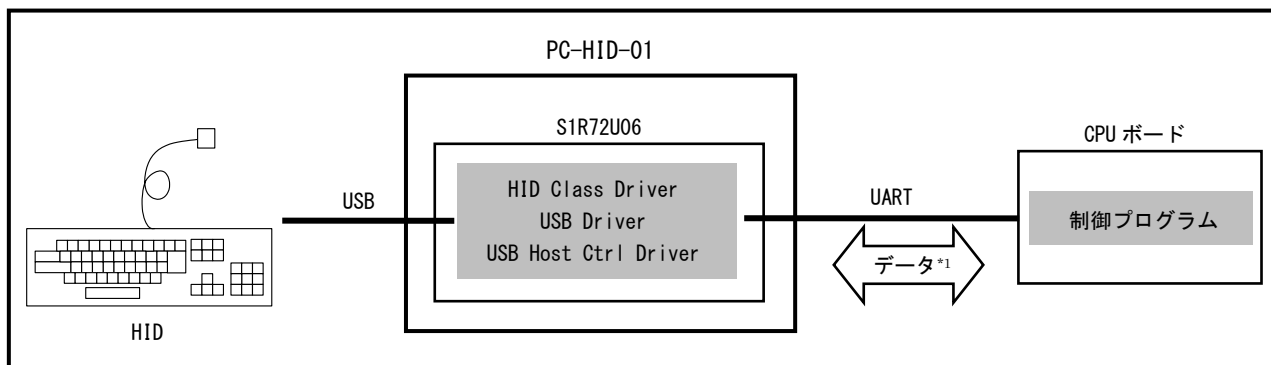 PC-HID-01
S1R72U06
CPU ボード
HID Class Driver
USB Driver
USB Host Ctrl Driver
USB
UART
制御プログラム
データ*1
HID